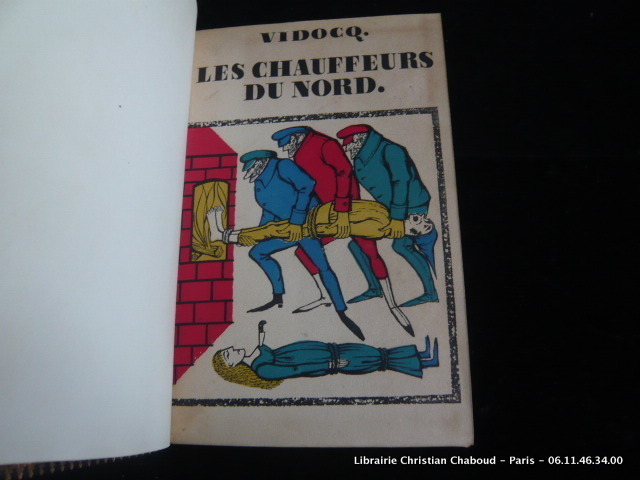 VIDOCQ.
LES CHAUFFEURS
DU NORD.
Librairie Christian Chaboud - Paris - 06.11.46.34.00